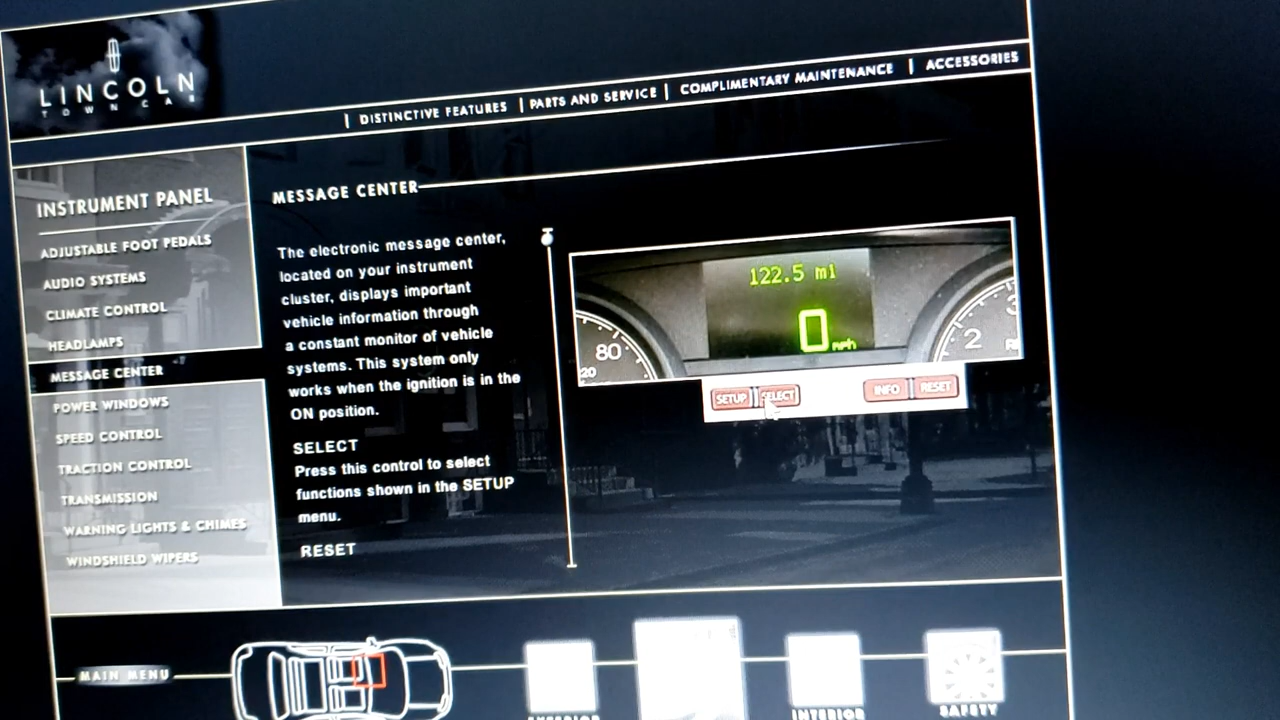 LINCOLN
TOWN CAR
| DISTINCTIVE FEATURES | PARTS AND SERVICE | COMPLIMENTARY MAINTENANCE | ACCESSORIES
INSTRUMENT PANEL
ADJUSTABLE FOOT PEDALS
AUDIO SYSTEMS
CLIMATE CONTROL
HEADLAMPS
MESSAGE CENTER
POWER WINDOWS
SPEED CONTROL
TRACTION CONTROL
TRANSMISSION
WARNING LIGHTS & CHIMES
WINDSHIELD WIPERS
MESSAGE CENTER
The electronic message center,
located on your instrument
cluster, displays important
vehicle information through
a constant monitor of vehicle
systems. This system only
works when the ignition is in the
ON position.
SELECT
Press this control to select
functions shown in the SETUP
menu.
RESET
122.5 mi
0 mph
80
20
2
3
SETUP SELECT INFO RESET
MAIN MENU
EXTERIOR
INTERIOR
SAFETY